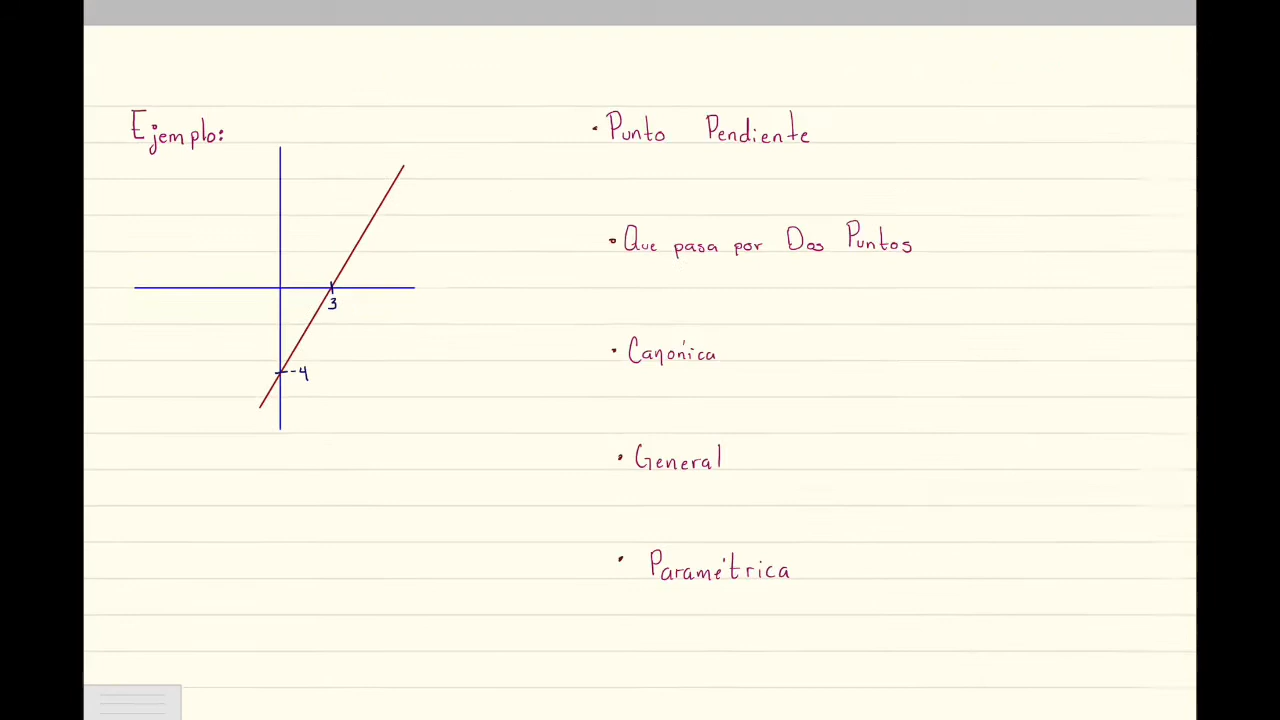 Ejemplo:
3
-4
• Punto Pendiente
• Que pasa por Dos Puntos
• Canónica
• General
• Paramétrica